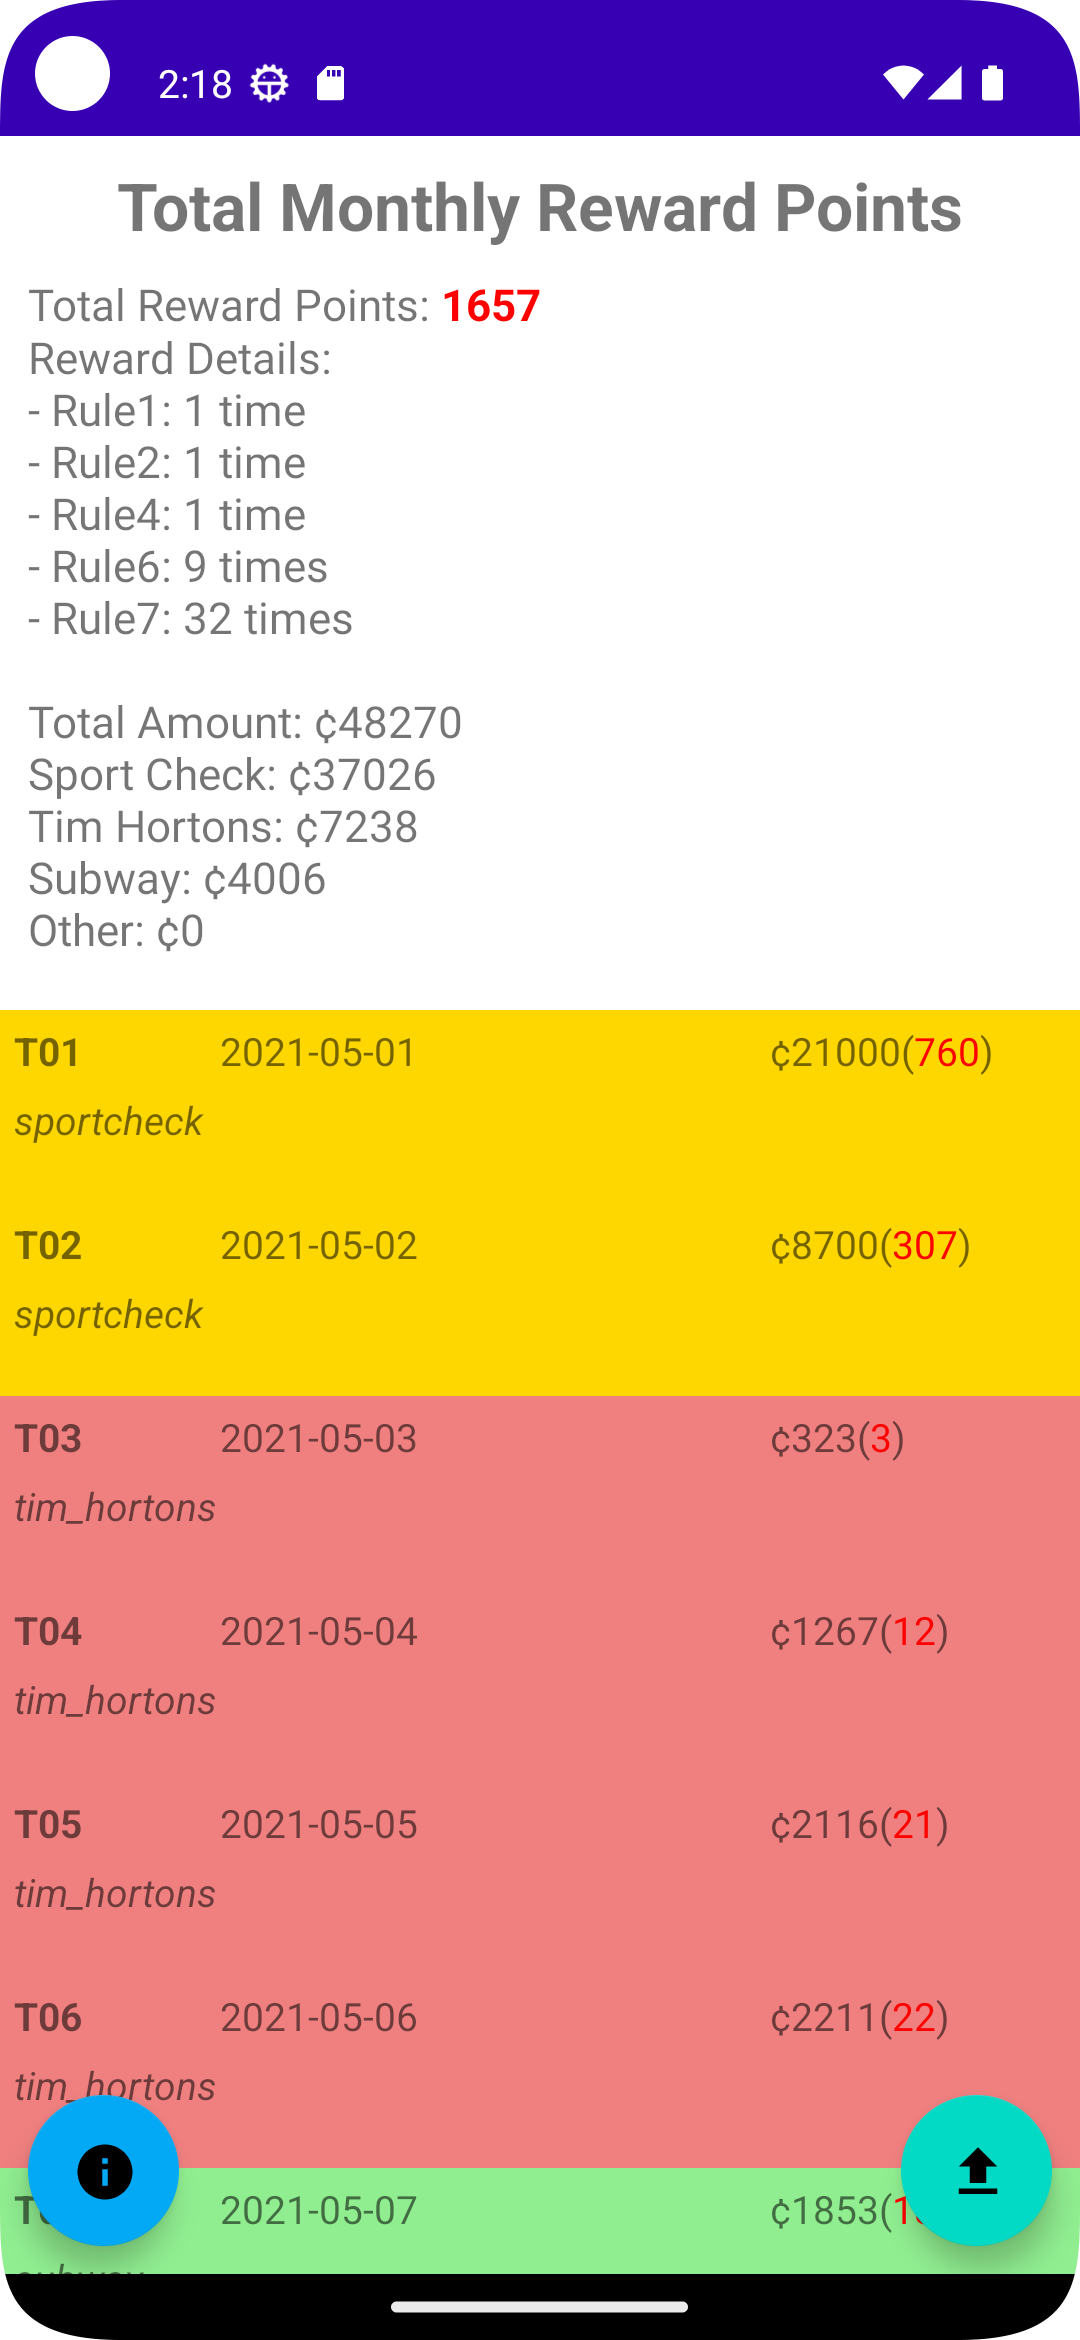 2:18
Total Monthly Reward Points
Total Reward Points: 1657
Reward Details:
- Rule1: 1 time
- Rule2: 1 time
- Rule4: 1 time
- Rule6: 9 times
- Rule7: 32 times
Total Amount: ¢48270
Sport Check: ¢37026
Tim Hortons: ¢7238
Subway: ¢4006
Other: ¢0
T01 2021-05-01 ¢21000(760)
sportcheck
T02 2021-05-02 ¢8700(307)
sportcheck
T03 2021-05-03 ¢323(3)
tim_hortons
T04 2021-05-04 ¢1267(12)
tim_hortons
T05 2021-05-05 ¢2116(21)
tim_hortons
T06 2021-05-06 ¢2211(22)
tim_hortons
2021-05-07 ¢1853(